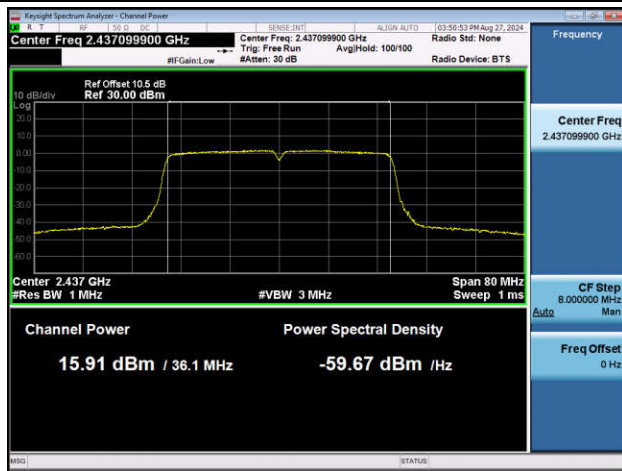 Keysight Spectrum Analyzer - Channel Power
R T RF 50 Ω DC SENSE:INT ALIGN AUTO 03:50:53 PM Aug 27, 2024
Center Freq 2.437099900 GHz
Center Freq: 2.437099900 GHz
Radio Std: None
Trig: Free Run Avg|Hold: 100/100
#IFGain:Low #Atten: 30 dB Radio Device: BTS
Ref Offset 10.5 dB
10 dB/div Ref 30.00 dBm
Log
20.0
10.0
0.00
-10.0
-20.0
-30.0
-40.0
-50.0
-60.0
Center 2.437 GHz Span 80 MHz
#Res BW 1 MHz #VBW 3 MHz Sweep 1 ms
Channel Power Power Spectral Density
15.91 dBm / 36.1 MHz -59.67 dBm /Hz
MSG STATUS
Frequency
Center Freq
2.437099900 GHz
CF Step
8.000000 MHz
Auto Man
Freq Offset
0 Hz